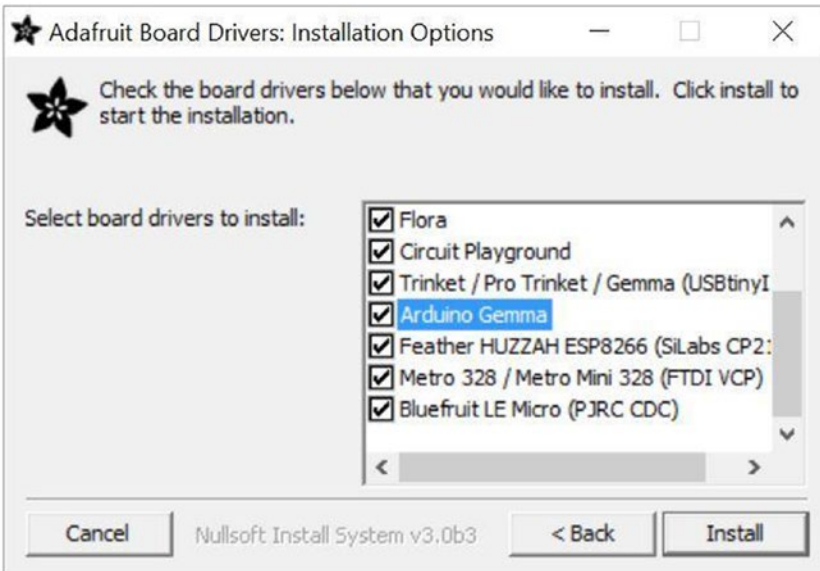 Adafruit Board Drivers: Installation Options
Check the board drivers below that you would like to install. Click install to
start the installation.
Select board drivers to install:
Flora
Circuit Playground
Trinket / Pro Trinket / Gemma (USBtinyI
Arduino Gemma
Feather HUZZAH ESP8266 (SiLabs CP21
Metro 328 / Metro Mini 328 (FTDI VCP)
Bluefruit LE Micro (PJRC CDC)
Cancel
Nullsoft Install System v3.0b3
< Back
Install